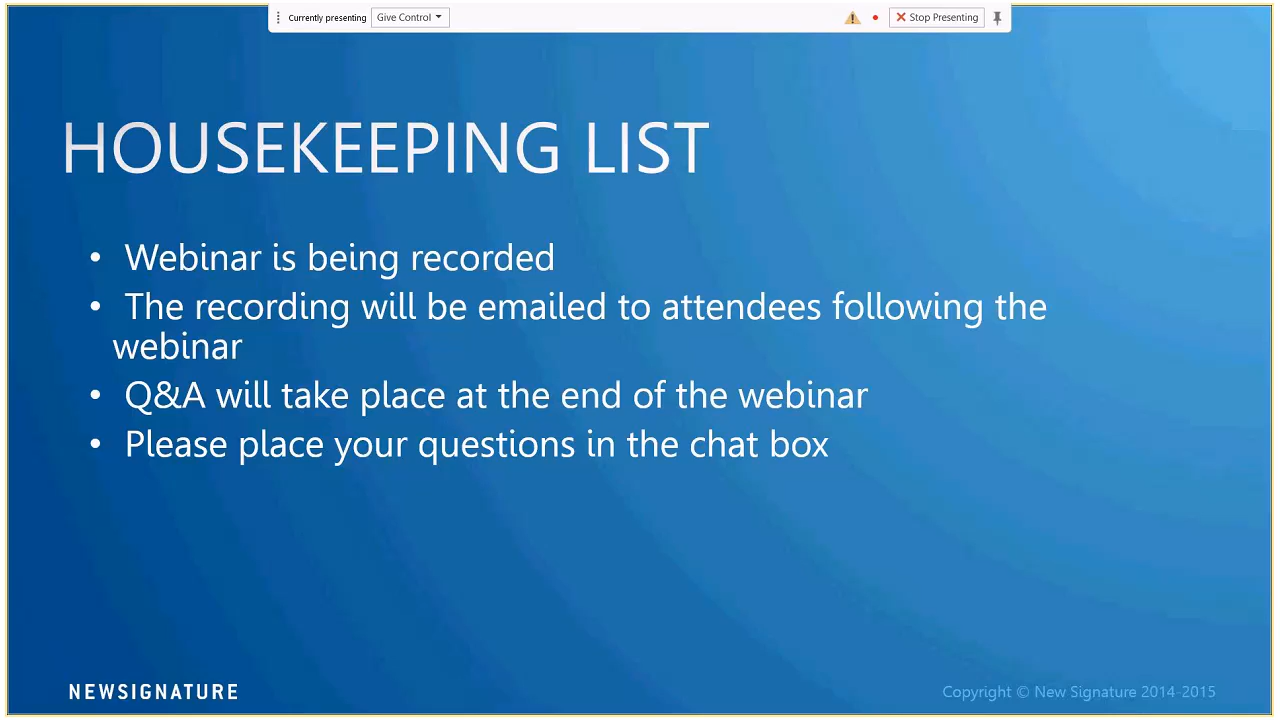 Currently presenting Give Control Stop Presenting
HOUSEKEEPING LIST
• Webinar is being recorded
• The recording will be emailed to attendees following the
webinar
• Q&A will take place at the end of the webinar
• Please place your questions in the chat box
NEWSIGNATURE Copyright © New Signature 2014-2015